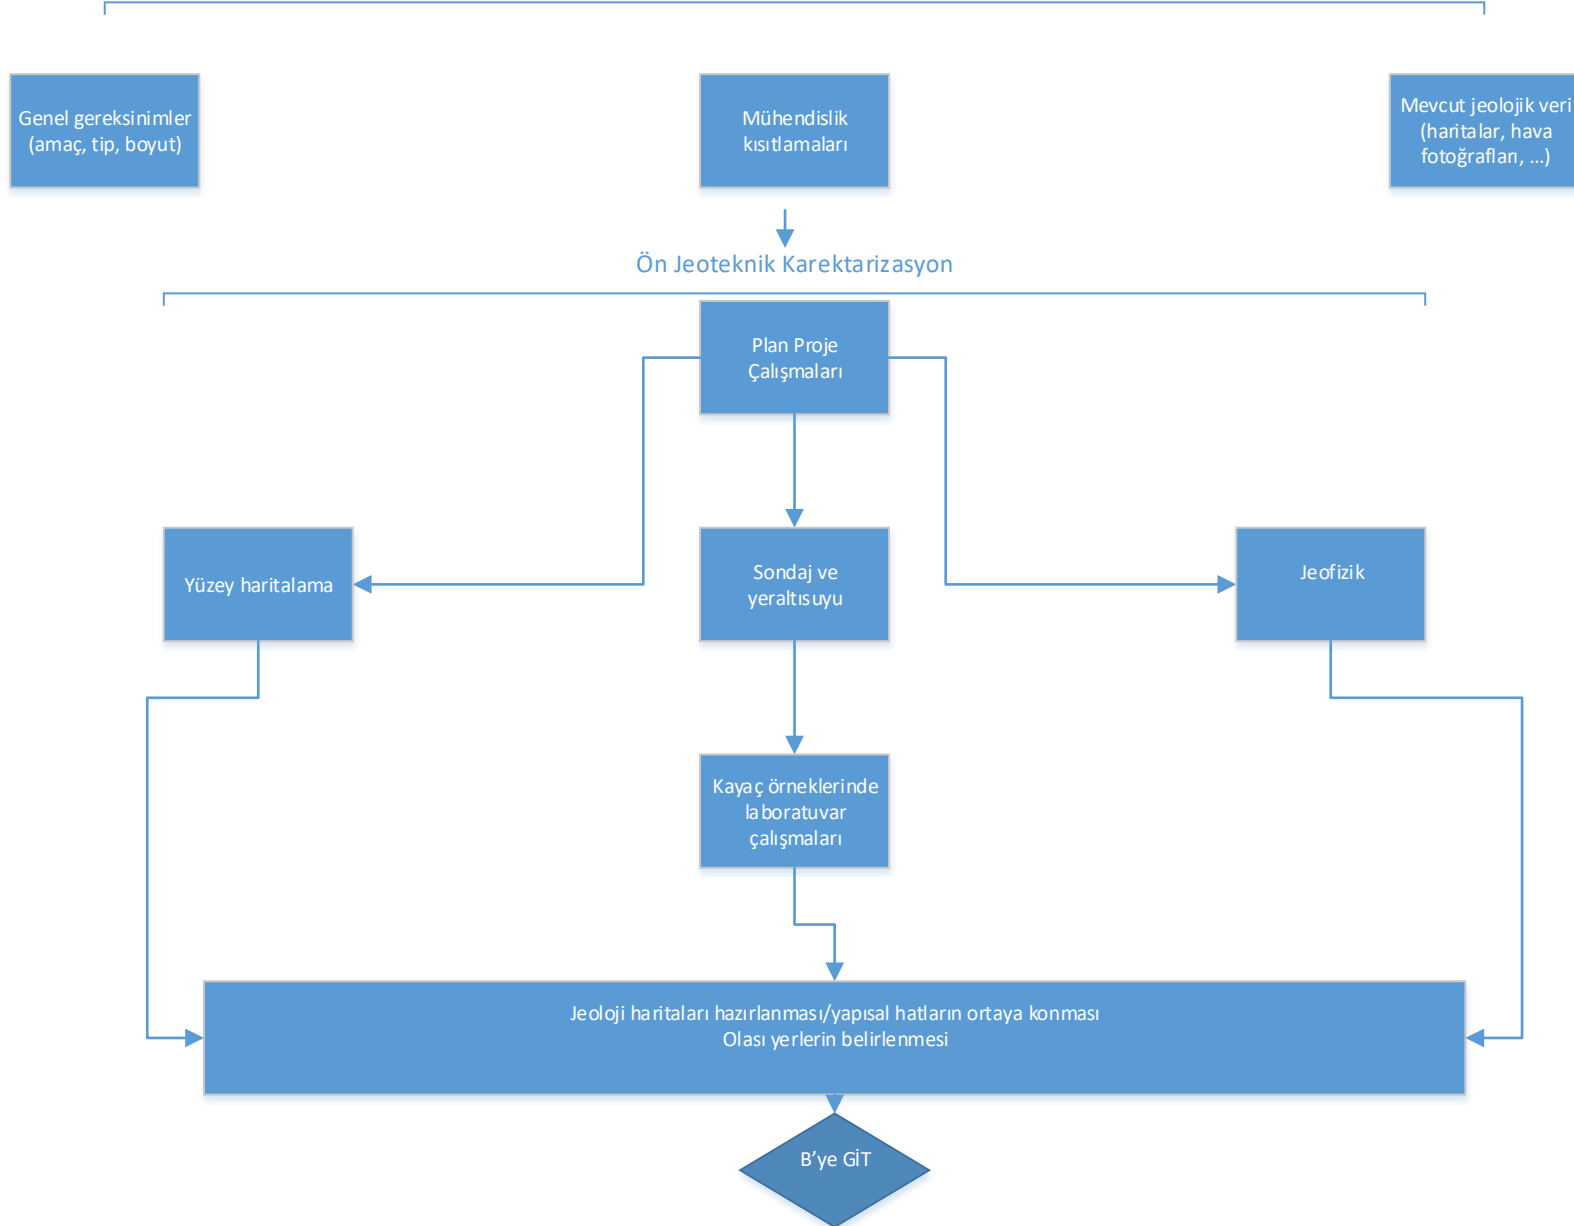 Genel gereksinimler
(amaç, tip, boyut)
Mühendislik
kısıtlamaları
Mevcut jeolojik veri
(haritalar, hava
fotoğrafları, …)
Ön Jeoteknik Karektarizasyon
Plan Proje
Çalışmaları
Yüzey haritalama
Sondaj ve
yeraltısuyu
Jeofizik
Kayaç örneklerinde
laboratuvar
çalışmaları
Jeoloji haritaları hazırlanması/yapısal hatların ortaya konması
Olası yerlerin belirlenmesi
B’ye GİT